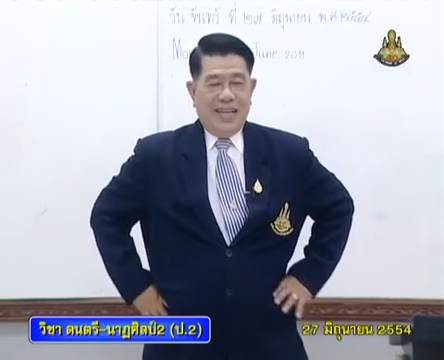 วัน จันทร์ ที่ ๒๗ มิถุนายน พ.ศ.๒๕๕๔
June 2011
วิชา ดนตรี-นาฏศิลป์2 (ป.2)
27 มิถุนายน 2554